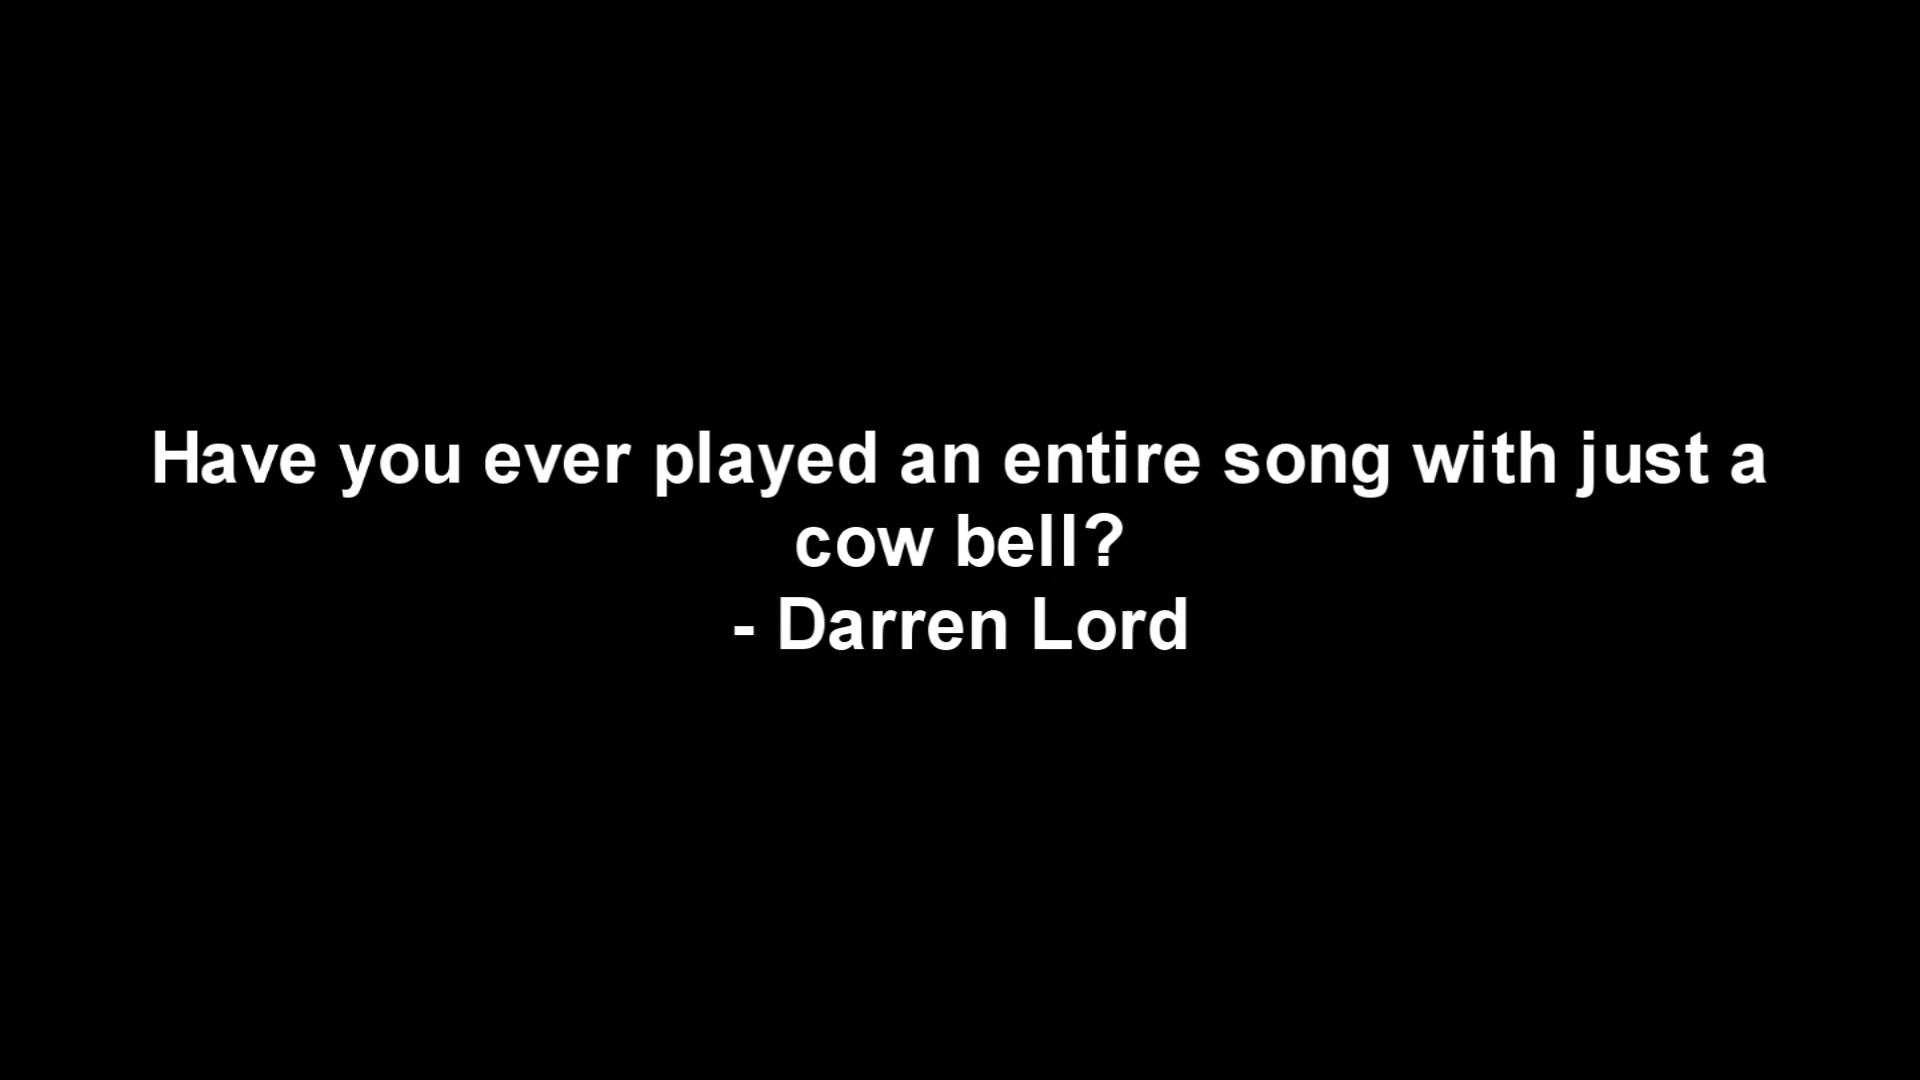 Have you ever played an entire song with just a
cow bell?
- Darren Lord